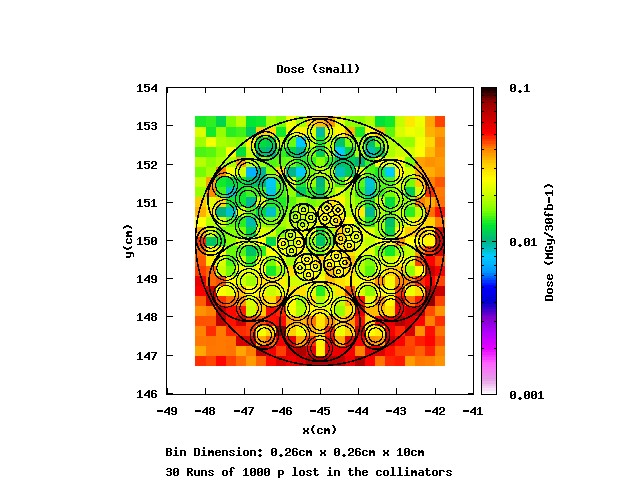 Dose (small)
154
153
152
151
150
149
148
147
146
y(cm)
-49 -48 -47 -46 -45 -44 -43 -42 -41
x(cm)
0.1
0.01
0.001
Dose (MGy/30fb-1)
Bin Dimension: 0.26cm x 0.26cm x 10cm
30 Runs of 1000 p lost in the collimators